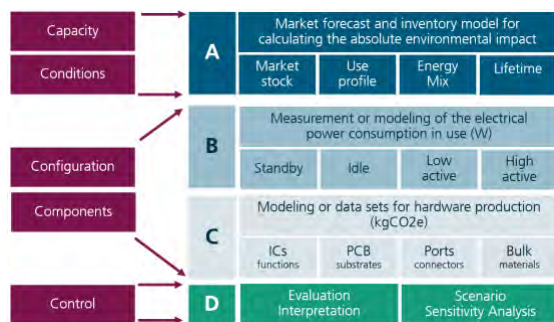 Capacity
Conditions
Configuration
Components
Control
A
Market forecast and inventory model for
calculating the absolute environmental impact
Market
stock
Use
profile
Energy
Mix
Lifetime
B
Measurement or modeling of the electrical
power consumption in use (W)
Standby
Idle
Low
active
High
active
C
Modeling or data sets for hardware production
(kgCO2e)
ICs
functions
PCB
substrates
Ports
connectors
Bulk
materials
D
Evaluation
Interpretation
Scenario
Sensitivity Analysis